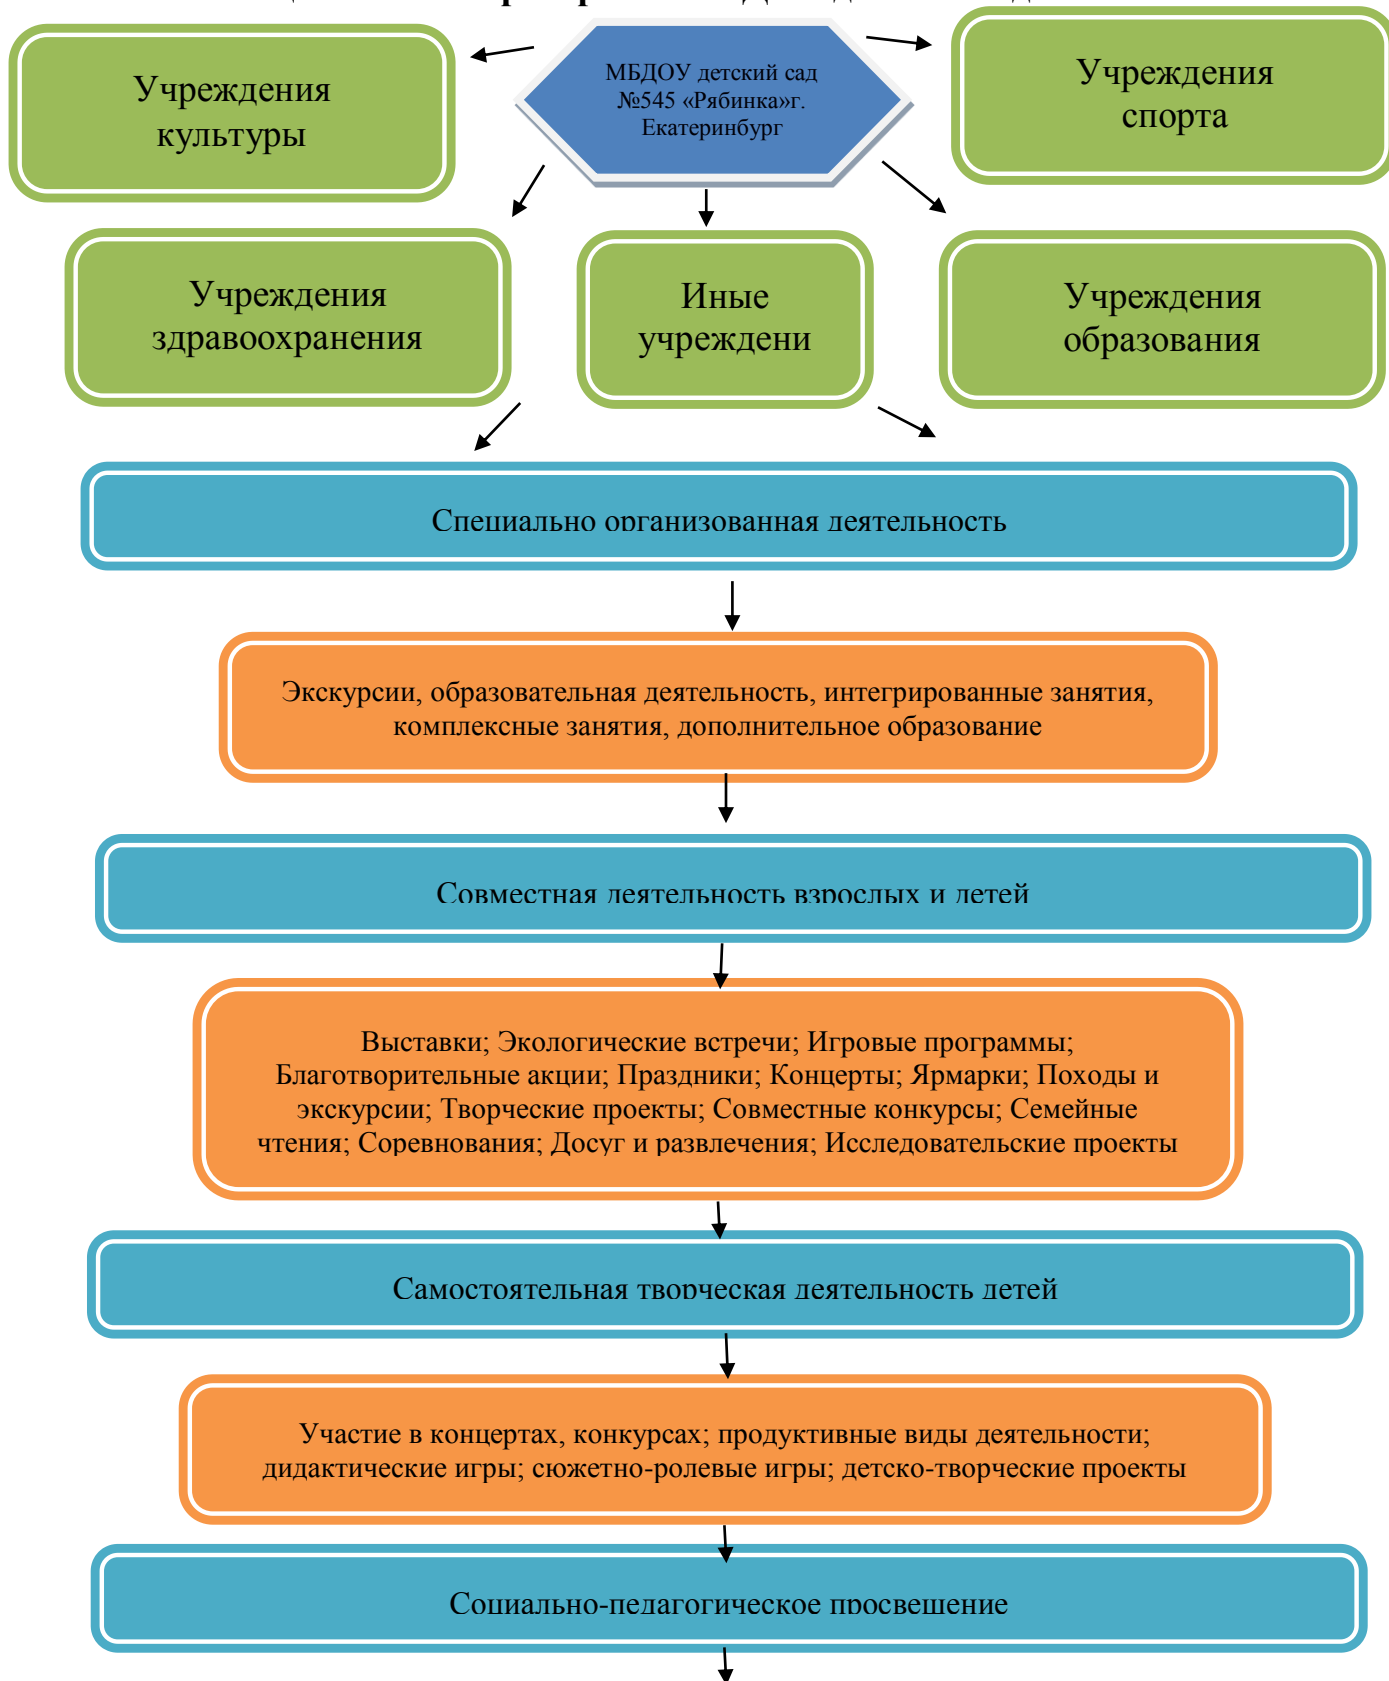 Учреждения
культуры
МБДОУ детский сад
№545 «Рябинка»г.
Екатеринбург
Учреждения
спорта
Учреждения
здравоохранения
Иные
учреждени
Учреждения
образования
Специально организованная деятельность
Экскурсии, образовательная деятельность, интегрированные занятия,
комплексные занятия, дополнительное образование
Совместная деятельность взрослых и детей
Выставки; Экологические встречи; Игровые программы;
Благотворительные акции; Праздники; Концерты; Ярмарки; Походы и
экскурсии; Творческие проекты; Совместные конкурсы; Семейные
чтения; Соревнования; Досуг и развлечения; Исследовательские проекты
Самостоятельная творческая деятельность детей
Участие в концертах, конкурсах; продуктивные виды деятельности;
дидактические игры; сюжетно-ролевые игры; детско-творческие проекты
Социально-педагогическое просвещение